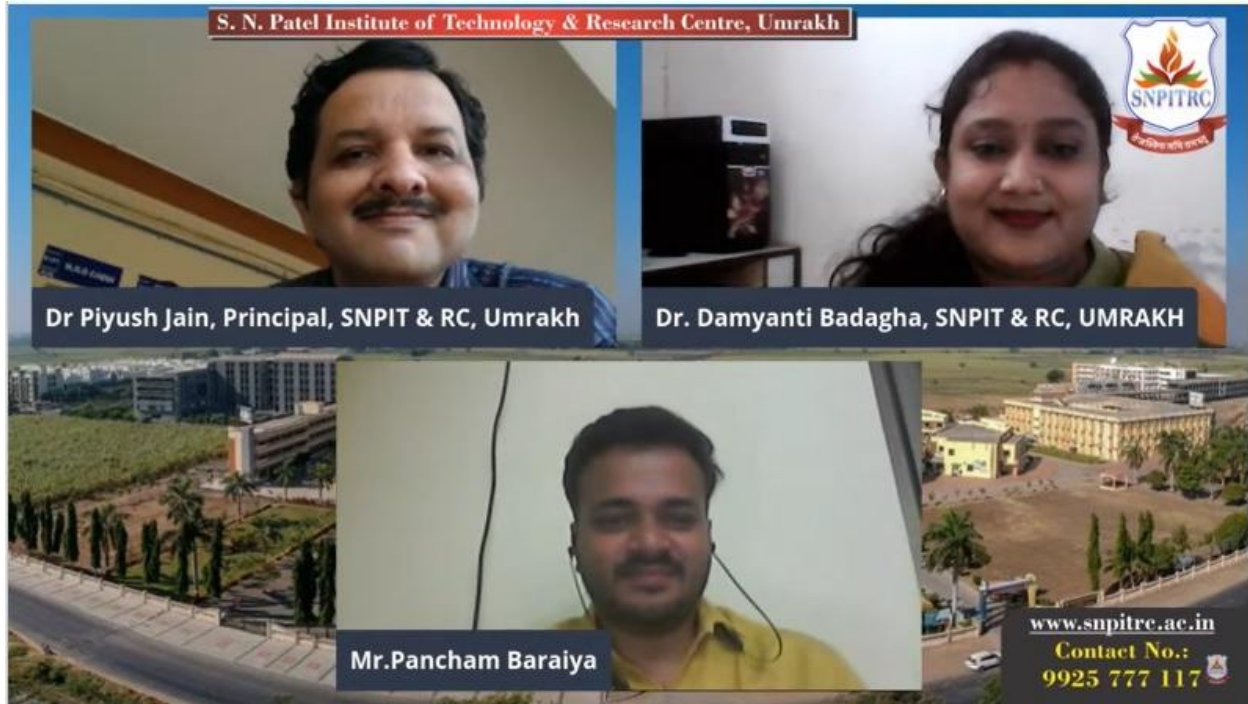 S. N. Patel Institute of Technology & Research Centre, Umrakh
SNPITRC
Dr Piyush Jain, Principal, SNPIT & RC, Umrakh
Dr. Damyanti Badagha, SNPIT & RC, UMRAKH
Mr.Pancham Baraiya
www.snpitrc.ac.in
Contact No.:
9925 777 117